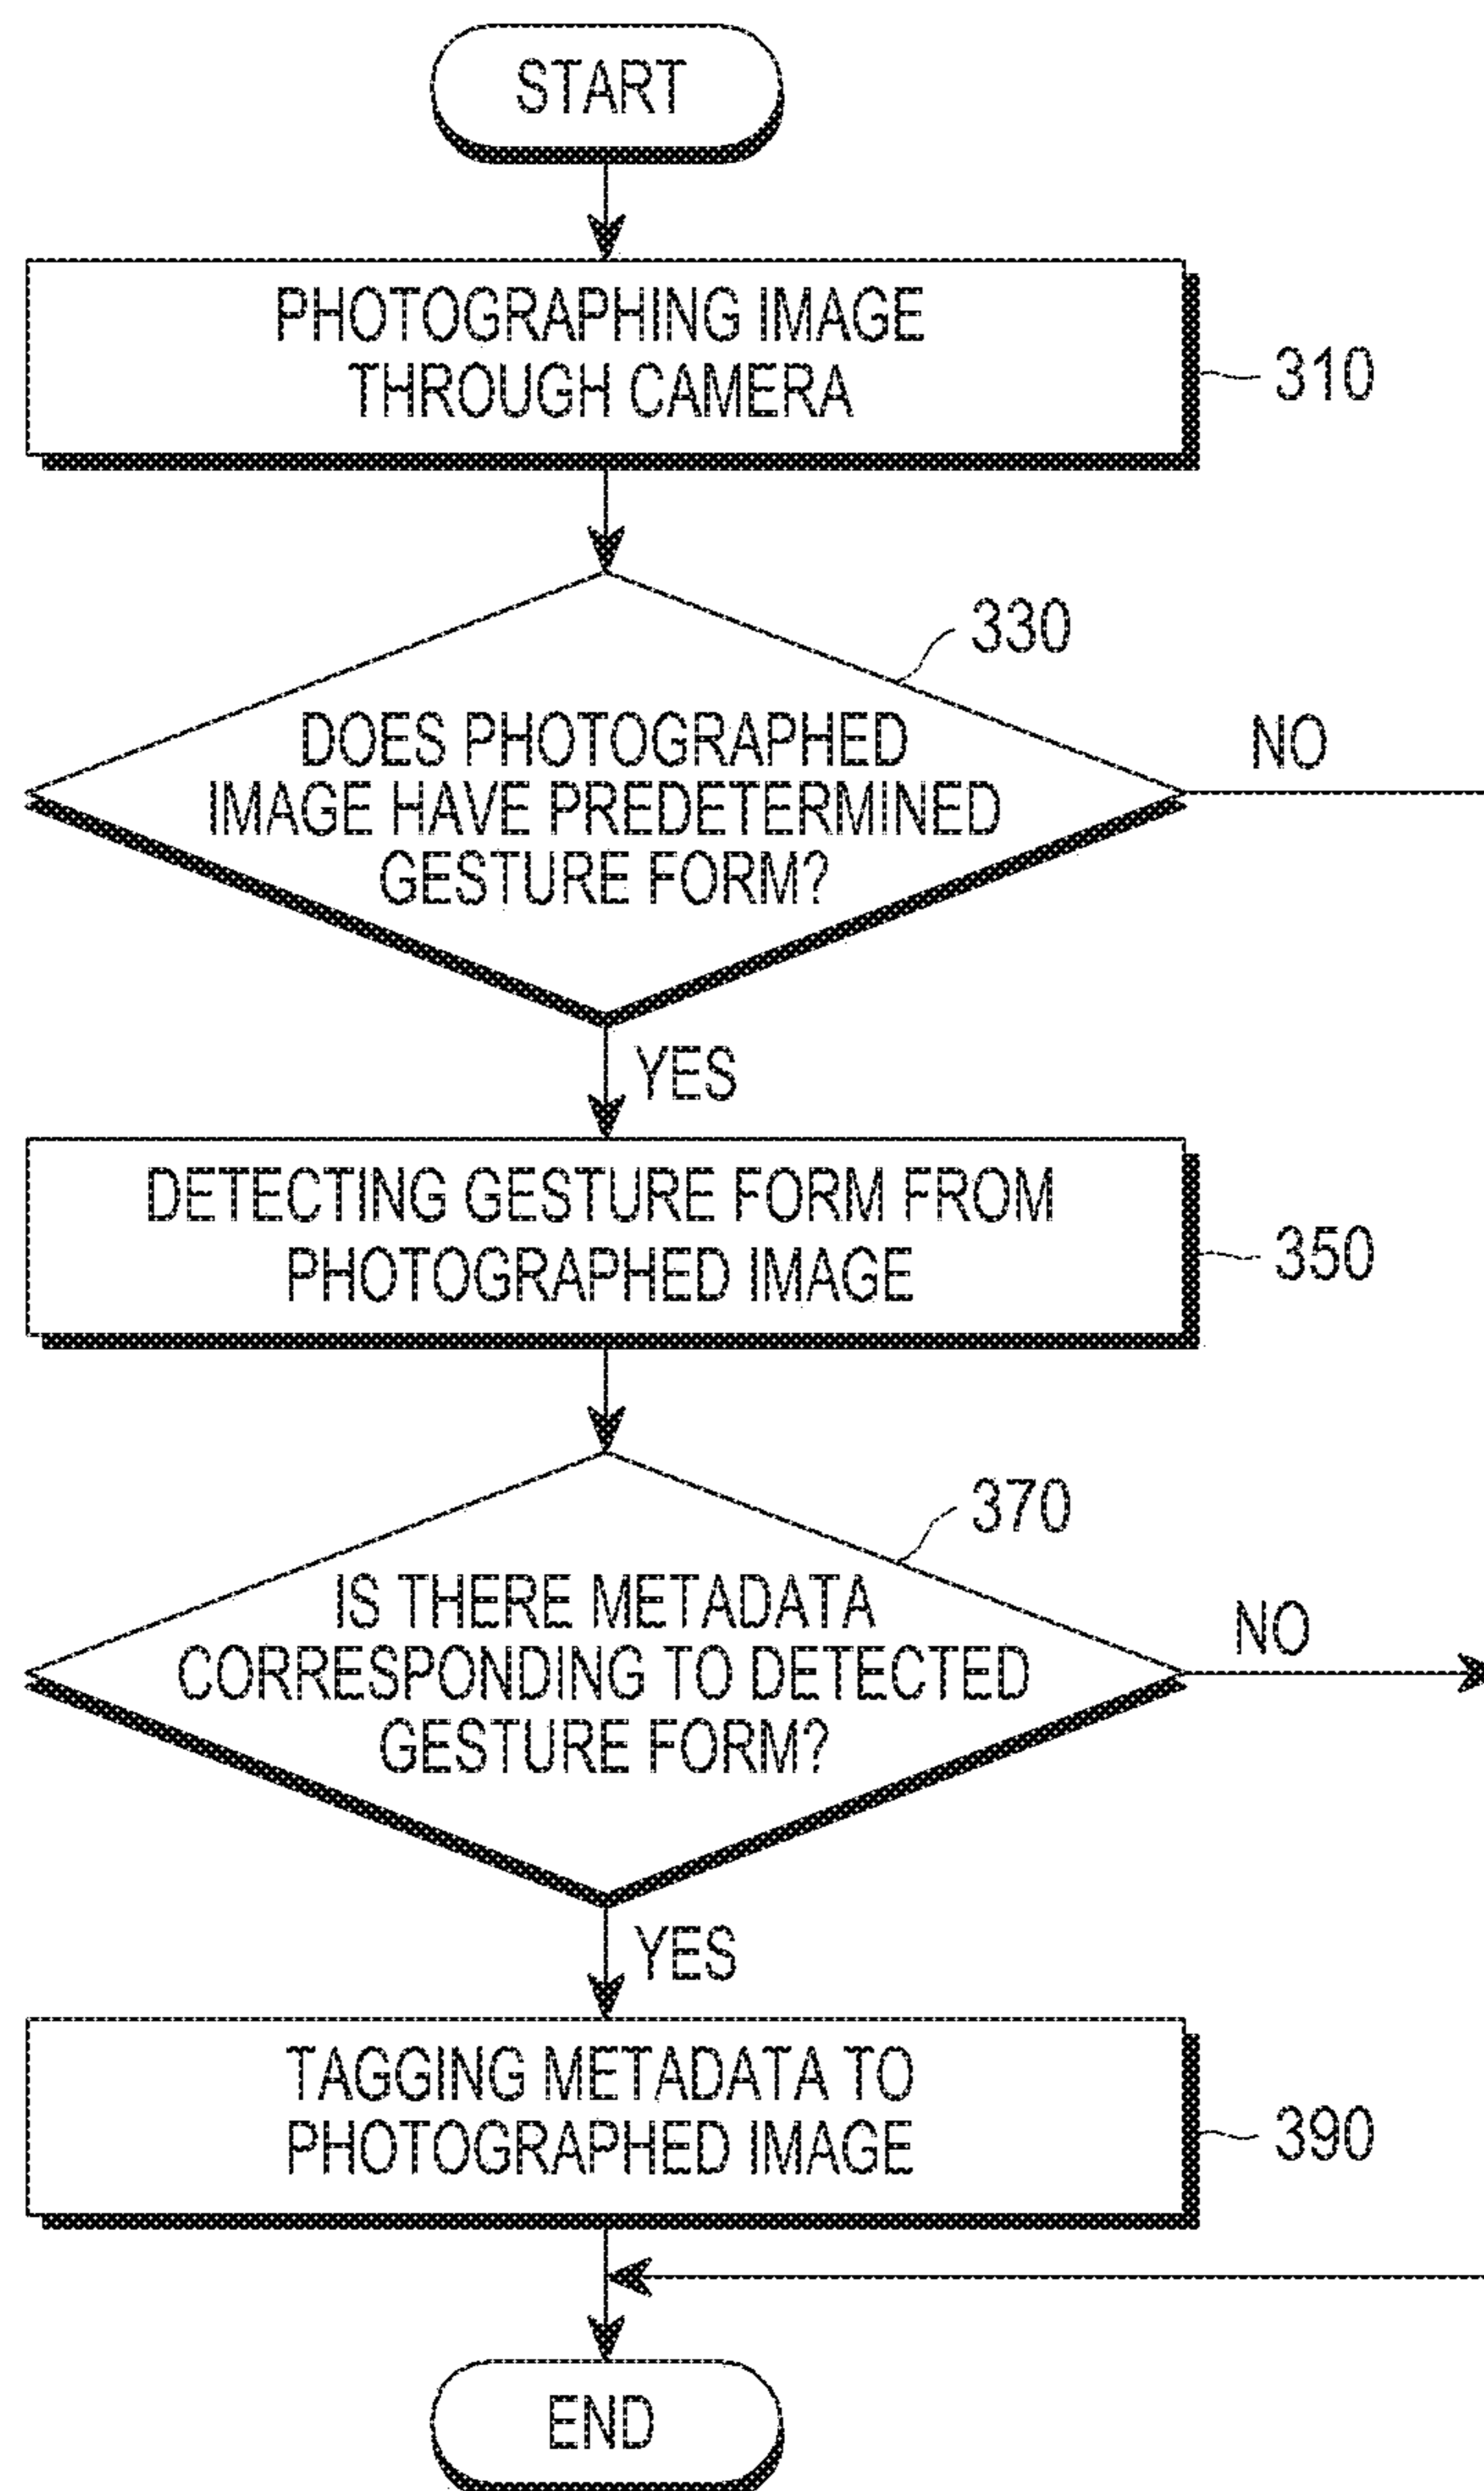 START
PHOTOGRAPHING IMAGE
THROUGH CAMERA
310
330
DOES PHOTOGRAPHED
IMAGE HAVE PREDETERMINED
GESTURE FORM?
NO
YES
DETECTING GESTURE FORM FROM
PHOTOGRAPHED IMAGE
350
370
IS THERE METADATA
CORRESPONDING TO DETECTED
GESTURE FORM?
NO
YES
TAGGING METADATA TO
PHOTOGRAPHED IMAGE
390
END